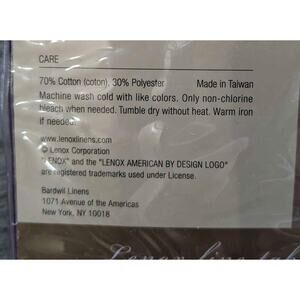 CARE
70% Cotton (coton), 30% Polyester Made in Taiwan
Machine wash cold with like colors. Only non-chlorine
bleach when needed. Tumble dry without heat. Warm iron
if needed.
www.lenoxlinens.com
© Lenox Corporation
"LENOX" and the "LENOX AMERICAN BY DESIGN LOGO"
are registered trademarks used under License.
Bardwil Linens
1071 Avenue of the Americas
New York, NY 10018
Lenox fine tab